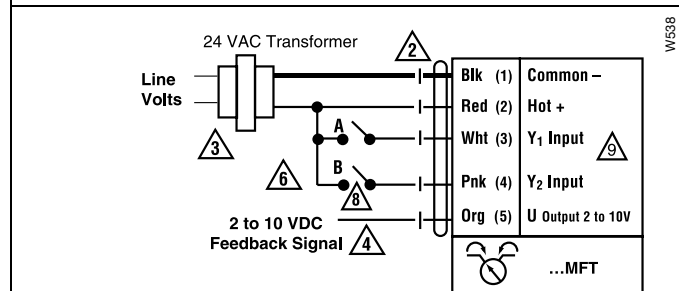 W538
24 VAC Transformer
Line
Volts
2
3
Blk (1) Common –
Red (2) Hot +
A
Wht (3) Y1 Input
9
6
B
8
Pnk (4) Y2 Input
2 to 10 VDC
Feedback Signal
4
Org (5) U Output 2 to 10V
...MFT